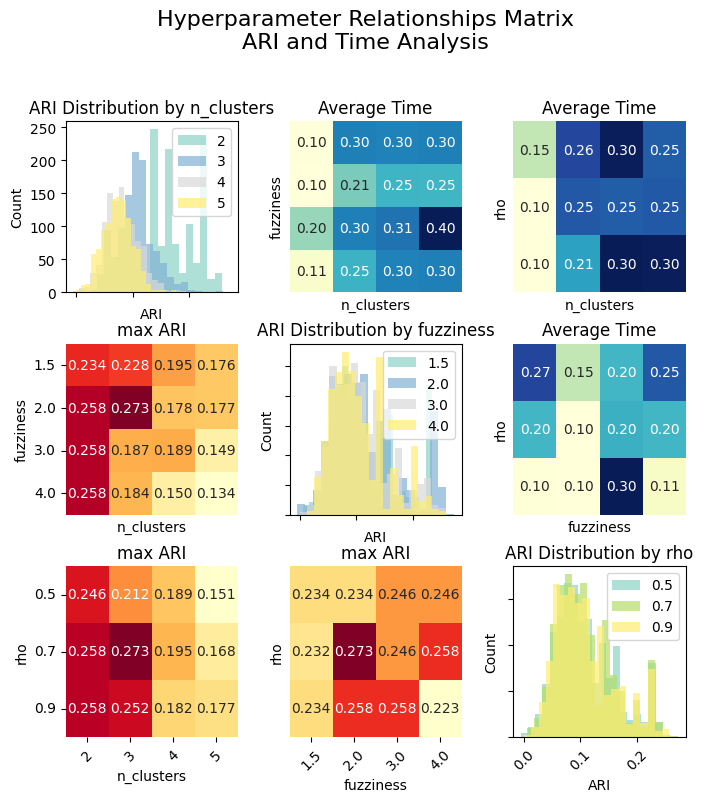 Hyperparameter Relationships Matrix
ARI and Time Analysis
ARI Distribution by n_clusters
250
200
150
100
50
0
Count
2
3
4
5
ARI
Average Time
fuzziness
0.10 0.30 0.30 0.30
0.10 0.21 0.25 0.25
0.20 0.30 0.31 0.40
0.11 0.25 0.30 0.30
n_clusters
Average Time
rho
0.15 0.26 0.30 0.25
0.10 0.25 0.25 0.25
0.10 0.21 0.30 0.30
n_clusters
max ARI
fuzziness
1.5 0.234 0.228 0.195 0.176
2.0 0.258 0.273 0.178 0.177
3.0 0.258 0.187 0.189 0.149
4.0 0.258 0.184 0.150 0.134
n_clusters
ARI Distribution by fuzziness
Count
1.5
2.0
3.0
4.0
ARI
Average Time
rho
0.27 0.15 0.20 0.25
0.20 0.10 0.20 0.20
0.10 0.10 0.30 0.11
fuzziness
max ARI
rho
0.5 0.246 0.212 0.189 0.151
0.7 0.258 0.273 0.195 0.168
0.9 0.258 0.252 0.182 0.177
2 3 4 5
n_clusters
max ARI
rho
0.234 0.234 0.246 0.246
0.232 0.273 0.246 0.258
0.234 0.258 0.258 0.223
1.5 2.0 3.0 4.0
fuzziness
ARI Distribution by rho
Count
0.5
0.7
0.9
0.0 0.1 0.2
ARI